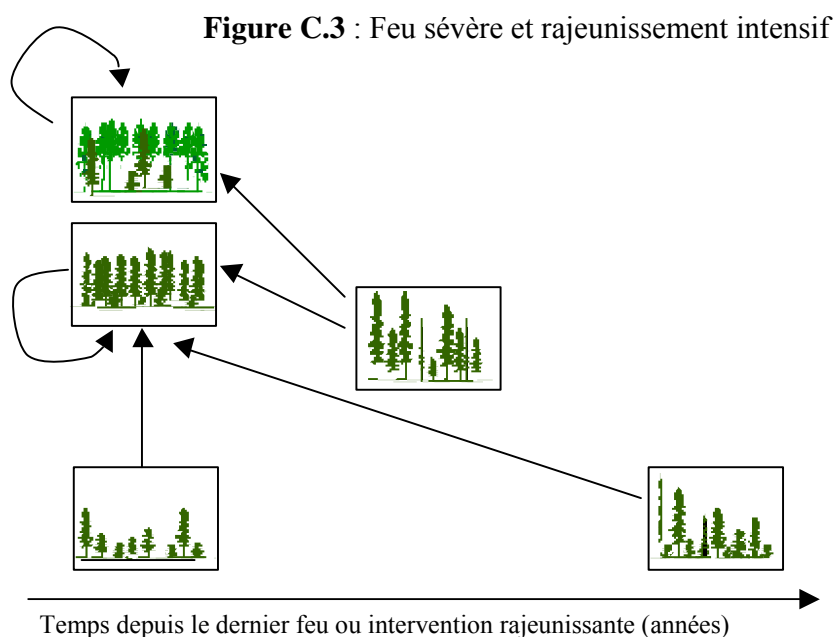 Figure C.3 : Feu sévère et rajeunissement intensif
Temps depuis le dernier feu ou intervention rajeunissante (années)